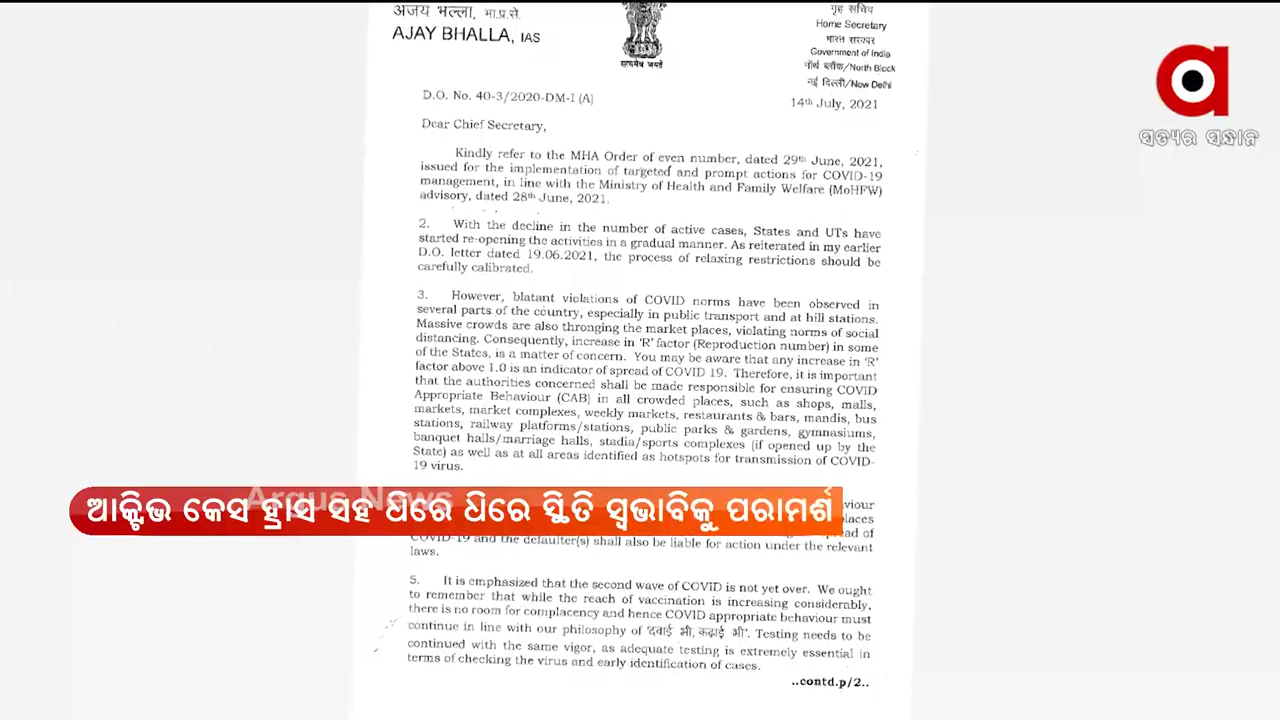 अजय भल्ला, भा.प्र.से.
AJAY BHALLA, IAS
सत्यमेव जयते
गृह सचिव
Home Secretary
भारत सरकार
Government of India
नॉर्थ ब्लॉक/North Block
नई दिल्ली/New Delhi
ସତ୍ୟର ସନ୍ଧାନ
D.O. No. 40-3/2020-DM-I (A)
14th July, 2021
Dear Chief Secretary,
Kindly refer to the MHA Order of even number, dated 29th June, 2021,
issued for the implementation of targeted and prompt actions for COVID-19
management, in line with the Ministry of Health and Family Welfare (MoHFW)
advisory, dated 28th June, 2021.
2. With the decline in the number of active cases, States and UTs have
started re-opening the activities in a gradual manner. As reiterated in my earlier
D.O. letter dated 19.06.2021, the process of relaxing restrictions should be
carefully calibrated.
3. However, blatant violations of COVID norms have been observed in
several parts of the country, especially in public transport and at hill stations.
Massive crowds are also thronging the market places, violating norms of social
distancing. Consequently, increase in 'R' factor (Reproduction number) in some
of the States, is a matter of concern. You may be aware that any increase in 'R'
factor above 1.0 is an indicator of spread of COVID 19. Therefore, it is important
that the authorities concerned shall be made responsible for ensuring COVID
Appropriate Behaviour (CAB) in all crowded places, such as shops, malls,
markets, market complexes, weekly markets, restaurants & bars, mandis, bus
stations, railway platforms/stations, public parks & gardens, gymnasiums,
banquet halls/marriage halls, stadia/sports complexes (if opened up by the
State) as well as at all areas identified as hotspots for transmission of COVID-
19 virus.
Argus News
ଆକ୍ଟିଭ କେସ ହ୍ରାସ ସହ ଧିରେ ଧିରେ ସ୍ଥିତି ସ୍ବଭାବିକୁ ପରାମର୍ଶ
COVID-19 and the defaulter(s) shall also be liable for action under the relevant
laws.
5. It is emphasized that the second wave of COVID is not yet over. We ought
to remember that while the reach of vaccination is increasing considerably,
there is no room for complacency and hence COVID appropriate behaviour must
continue in line with our philosophy of 'दवाई भी, कढ़ाई भी'. Testing needs to be
continued with the same vigor, as adequate testing is extremely essential in
terms of checking the virus and early identification of cases.
..contd.p/2..